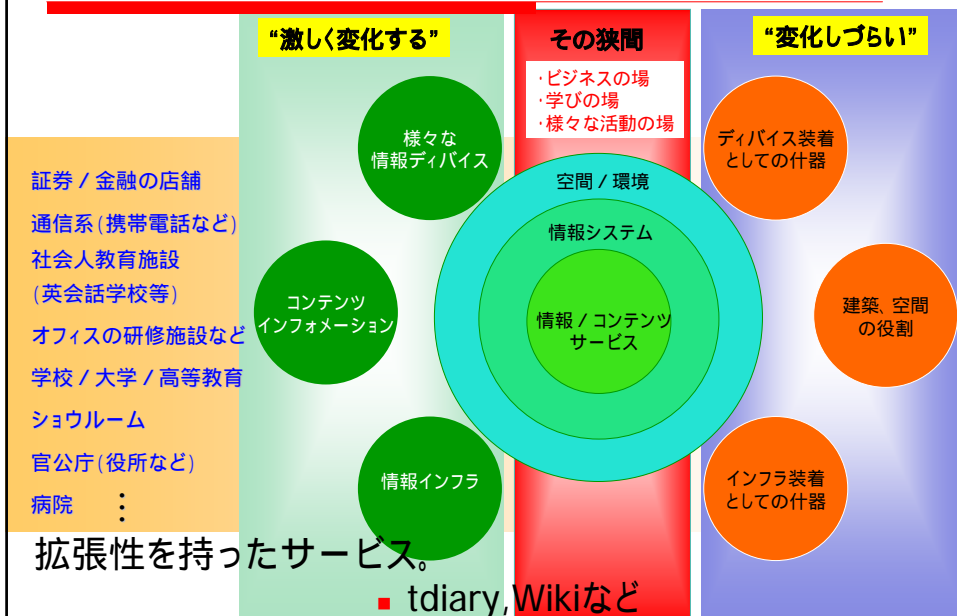 “激しく変化する”
その狭間
“変化しづらい”
・ビジネスの場
・学びの場
・様々な活動の場
様々な
情報ディバイス
ディバイス装着
としての什器
空間 / 環境
情報システム
情報 / コンテンツ
サービス
コンテンツ
インフォメーション
建築、空間
の役割
情報インフラ
インフラ装着
としての什器
証券 / 金融の店舗
通信系(携帯電話など)
社会人教育施設
(英会話学校等)
オフィスの研修施設など
学校 / 大学 / 高等教育
ショウルーム
官公庁(役所など)
病院 :
拡張性を持ったサービス。
tdiary,Wikiなど